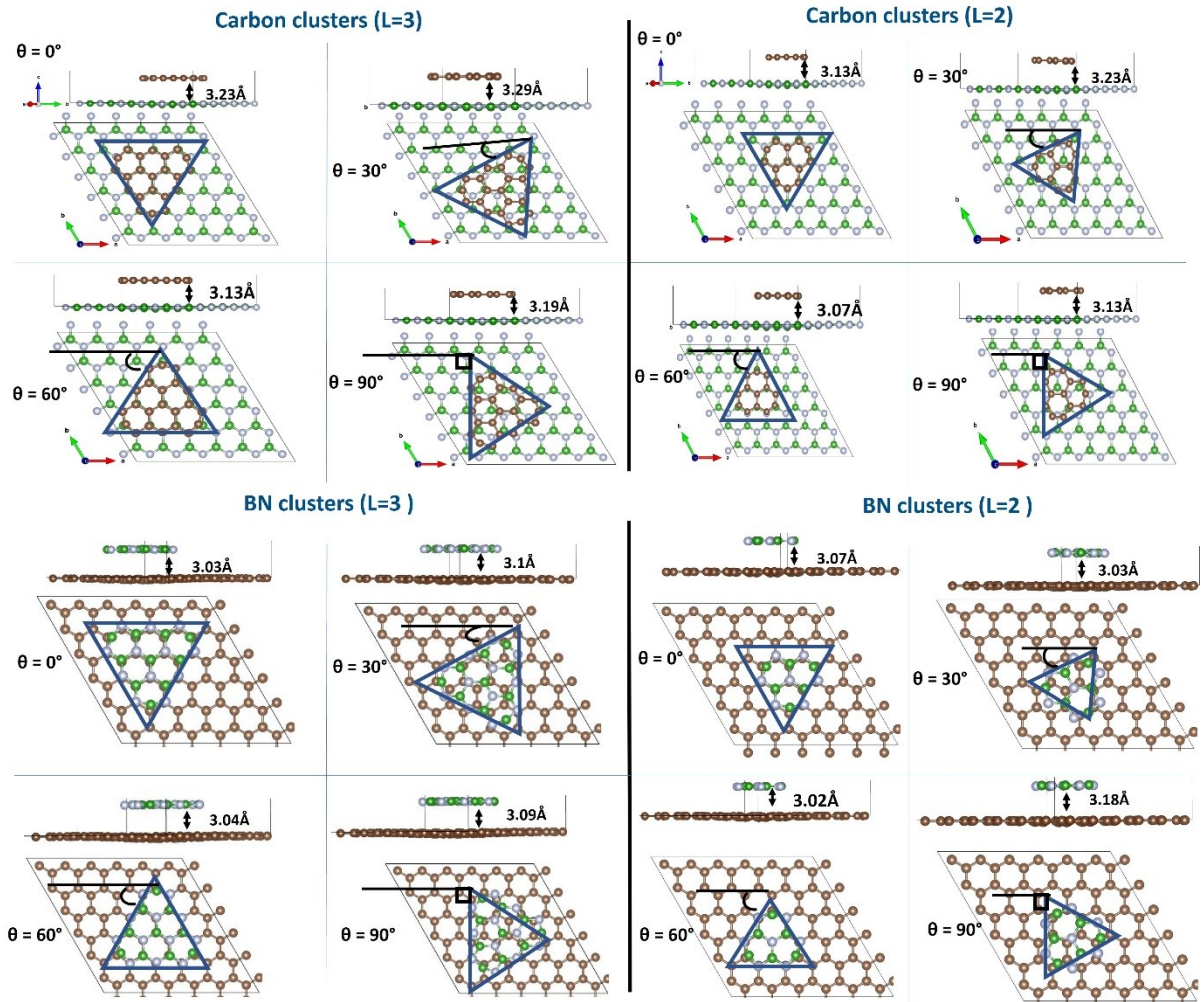 Carbon clusters (L=3)
Carbon clusters (L=2)
θ = 0°
3.23Å
θ = 30°
3.29Å
3.13Å
θ = 30°
3.23Å
θ = 0°
b
a
b
a
b
a
b
a
θ = 60°
3.13Å
θ = 90°
3.19Å
θ = 60°
3.07Å
θ = 90°
3.13Å
b
a
b
a
b
a
b
a
BN clusters (L=3 )
BN clusters (L=2 )
θ = 0°
3.03Å
θ = 30°
3.1Å
θ = 0°
3.07Å
θ = 30°
3.03Å
θ = 60°
3.04Å
θ = 90°
3.09Å
θ = 60°
3.02Å
θ = 90°
3.18Å